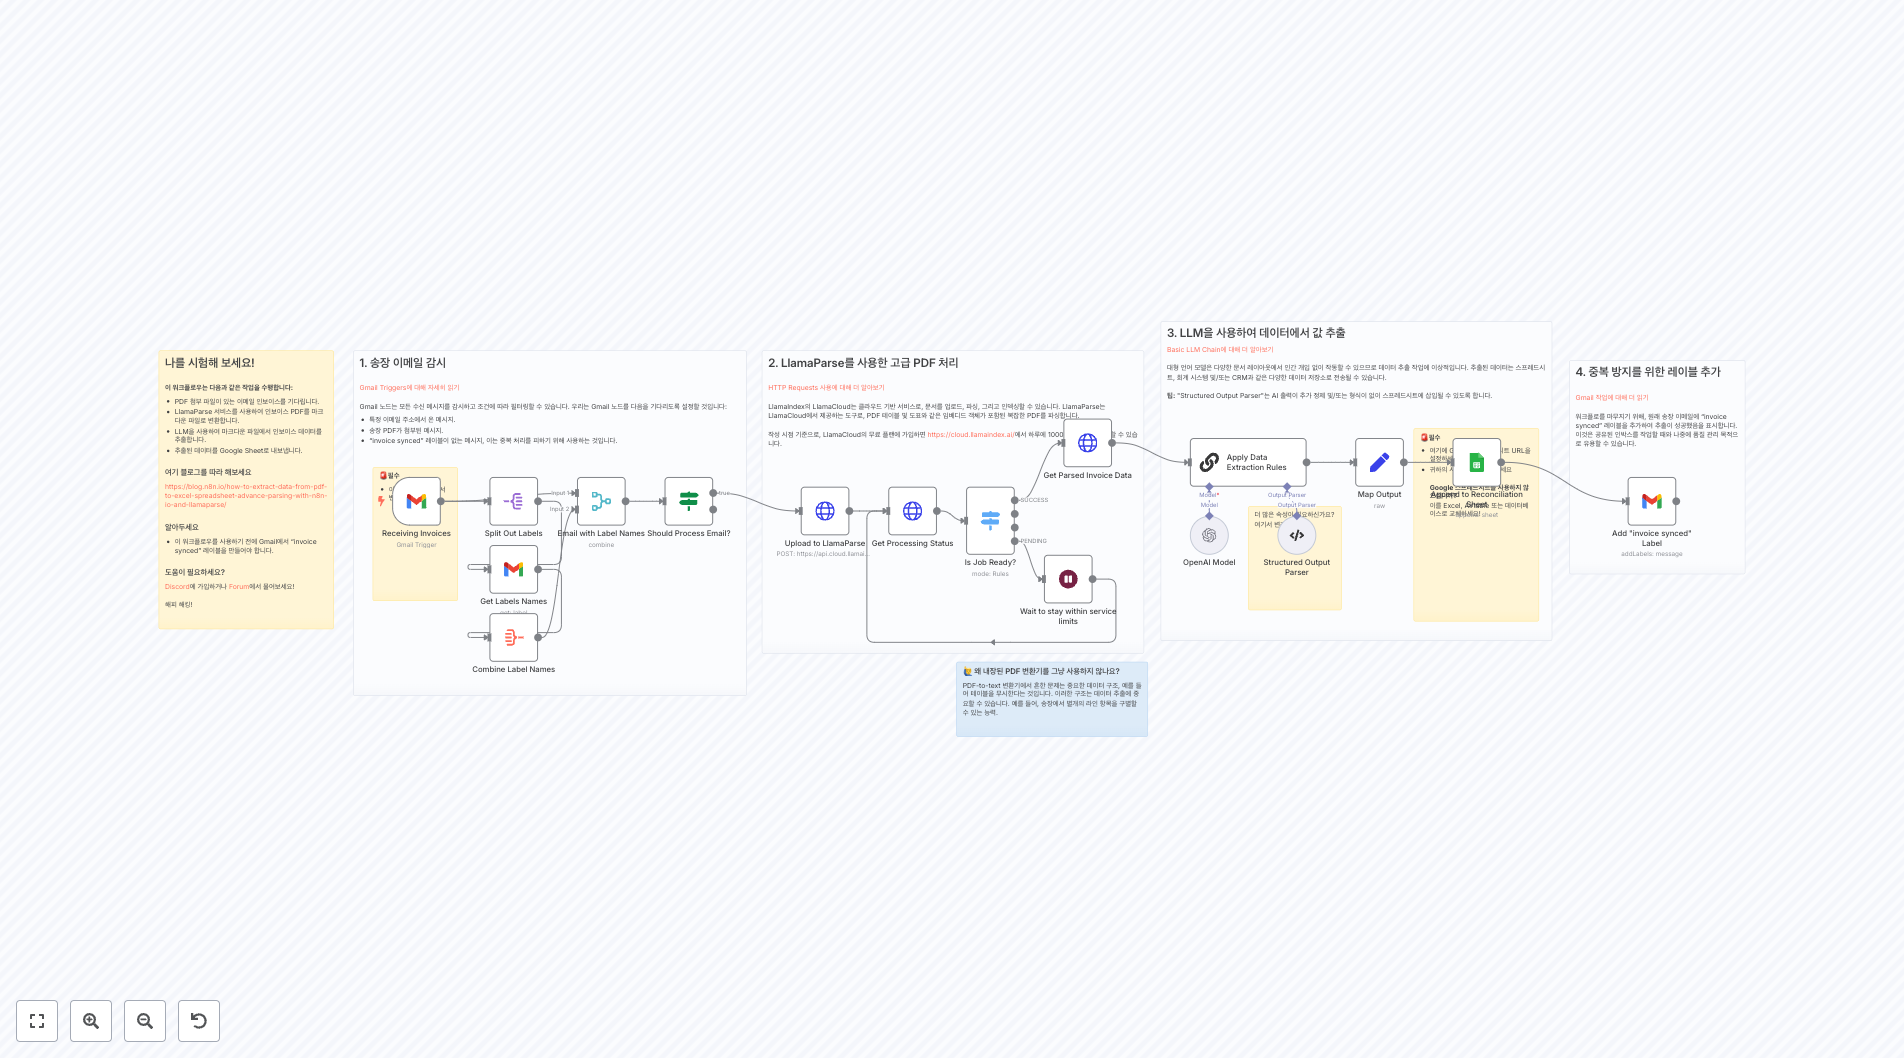 나를 시험해 보세요!
이 워크플로우는 다음과 같은 작업을 수행합니다:
PDF 첨부 파일이 있는 이메일 인보이스를 기다립니다.
LlamaParse 서비스를 사용하여 인보이스 PDF를 마크
다운 파일로 변환합니다.
LLM을 사용하여 마크다운 파일에서 인보이스 데이터를
추출합니다.
추출된 데이터를 Google Sheet로 내보냅니다.
여기 블로그를 따라 해보세요
https://blog.n8n.io/how-to-extract-data-from-pdf-
to-excel-spreadsheet-advance-parsing-with-n8n-
io-and-llamaparse/
알아두세요
이 워크플로우를 사용하기 전에 Gmail에서 "invoice
synced" 레이블을 만들어야 합니다.
도움이 필요하세요?
Discord에 가입하거나 Forum에서 물어보세요!
해피 해킹!
1. 송장 이메일 감시
Gmail Triggers에 대해 자세히 읽기
Gmail 노드는 모든 수신 메시지를 감시하고 조건에 따라 필터링할 수 있습니다. 우리는 Gmail 노드를 다음을 기다리도록 설정할 것입니다:
특정 이메일 주소에서 온 메시지.
송장 PDF가 첨부된 메시지.
"invoice synced" 레이블이 없는 메시지, 이는 중복 처리를 피하기 위해 사용하는 것입니다.
🚨필수
Receiving Invoices
Gmail Trigger
Split Out Labels
Input 1
Input 2
Email with Label Names
combine
Should Process Email?
true
Get Labels Names
Combine Label Names
2. LlamaParse를 사용한 고급 PDF 처리
HTTP Requests 사용에 대해 더 알아보기
LlamaIndex의 LlamaCloud는 클라우드 기반 서비스로, 문서를 업로드, 파싱, 그리고 인덱싱할 수 있습니다. LlamaParse는
LlamaCloud에서 제공하는 도구로, PDF 테이블 및 도표와 같은 임베디드 객체가 포함된 복잡한 PDF를 파싱합니다.
작성 시점 기준으로, LlamaCloud의 무료 플랜에 가입하면 https://cloud.llamaindex.ai/에서 하루에 1000 할 수 있습
니다.
Get Parsed Invoice Data
Upload to LlamaParse
POST: https://api.cloud.llamai...
Get Processing Status
SUCCESS
PENDING
Is Job Ready?
mode: Rules
Wait to stay within service
limits
🙋‍♂️ 왜 내장된 PDF 변환기를 그냥 사용하지 않나요?
PDF-to-text 변환기에서 흔한 문제는 중요한 데이터 구조, 예를 들
어 테이블을 무시한다는 것입니다. 이러한 구조는 데이터 추출에 중
요할 수 있습니다. 예를 들어, 송장에서 별개의 라인 항목을 구별할
수 있는 능력.
3. LLM을 사용하여 데이터에서 값 추출
Basic LLM Chain에 대해 더 알아보기
대형 언어 모델은 다양한 문서 레이아웃에서 인간 개입 없이 작동할 수 있으므로 데이터 추출 작업에 이상적입니다. 추출된 데이터는 스프레드시
트, 회계 시스템 및/또는 CRM과 같은 다양한 데이터 저장소로 전송될 수 있습니다.
팁: "Structured Output Parser"는 AI 출력이 추가 정제 및/또는 형식이 없이 스프레드시트에 삽입될 수 있도록 합니다.
Apply Data
Extraction Rules
Model*
Model
Output Parser
Output Parser
더 많은 속성이 필요하신가요?
여기서
OpenAI Model
Structured Output
Parser
Map Output
raw
🚨필수
여기에 트 URL을
Google 스프레드시트를 사용하지 않
Append to Reconciliation
Sheet
이를 Excel, 또는 데이터베
4. 중복 방지를 위한 레이블 추가
Gmail 작업에 대해 더 읽기
워크플로를 마무리하기 위해, 원래 송장 이메일에 "invoice
synced" 레이블을 추가하여 추출이 성공했음을 표시합니다.
이것은 공유된 인박스를 작업할 때와 나중에 품질 관리 목적으
로 유용할 수 있습니다.
Add "invoice synced"
Label
addLabels: message